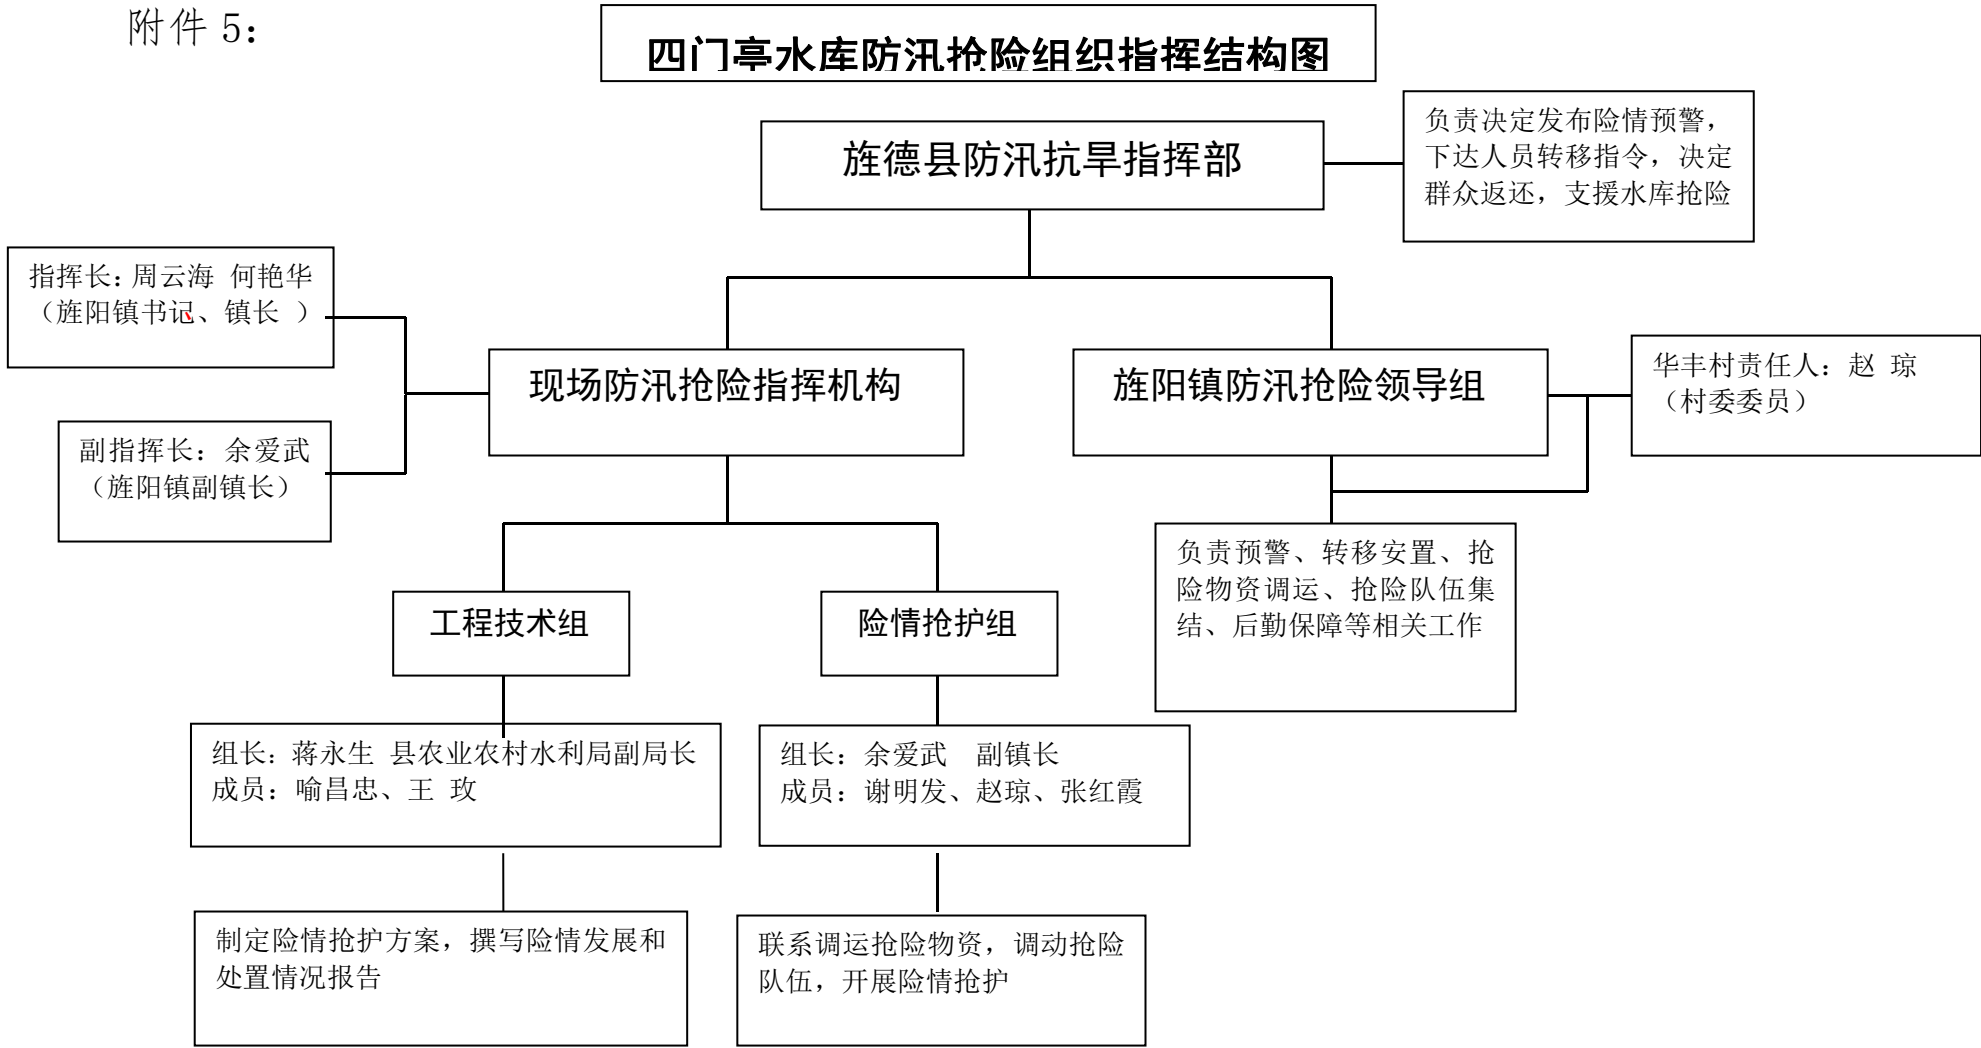 附件 5：
四门亭水库防汛抢险组织指挥结构图
旌德县防汛抗旱指挥部
负责决定发布险情预警，
下达人员转移指令，决定
群众返还，支援水库抢险
指挥长：周云海 何艳华
（旌阳镇书记、镇长 ）
副指挥长：余爱武
（旌阳镇副镇长）
现场防汛抢险指挥机构
旌阳镇防汛抢险领导组
华丰村责任人：赵 琼
（村委委员）
负责预警、转移安置、抢
险物资调运、抢险队伍集
结、后勤保障等相关工作
工程技术组
险情抢护组
组长：蒋永生 县农业农村水利局副局长
成员：喻昌忠、王 玫
组长：余爱武 副镇长
成员：谢明发、赵琼、张红霞
制定险情抢护方案，撰写险情发展和
处置情况报告
联系调运抢险物资，调动抢险
队伍，开展险情抢护